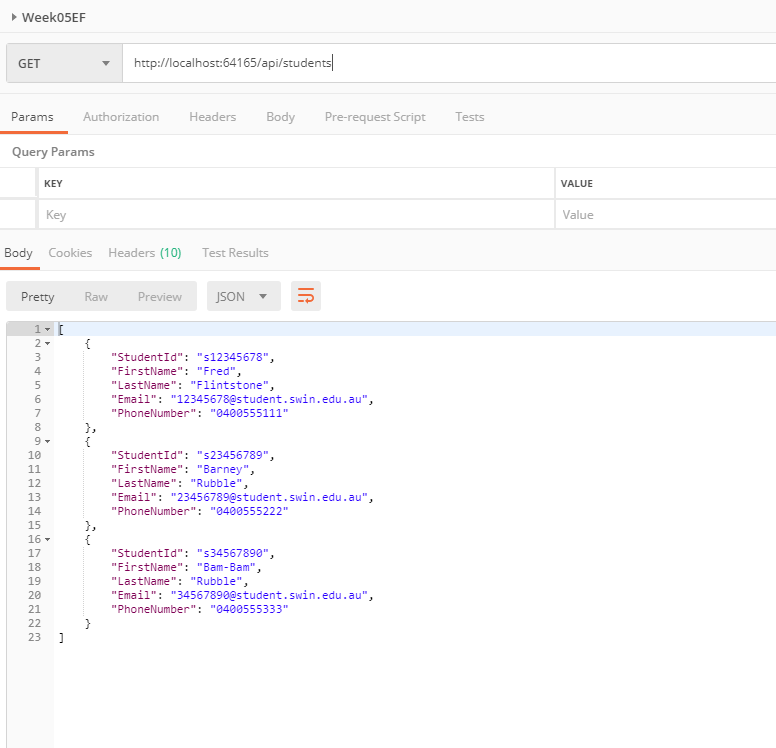 Week05EF
GET http://localhost:64165/api/students
Params Authorization Headers Body Pre-request Script Tests
Query Params
KEY VALUE
Key Value
Body Cookies Headers (10) Test Results
Pretty Raw Preview JSON
1 [
2 {
3 "StudentId": "s12345678",
4 "FirstName": "Fred",
5 "LastName": "Flintstone",
6 "Email": "12345678@student.swin.edu.au",
7 "PhoneNumber": "0400555111"
8 },
9 {
10 "StudentId": "s23456789",
11 "FirstName": "Barney",
12 "LastName": "Rubble",
13 "Email": "23456789@student.swin.edu.au",
14 "PhoneNumber": "0400555222"
15 },
16 {
17 "StudentId": "s34567890",
18 "FirstName": "Bam-Bam",
19 "LastName": "Rubble",
20 "Email": "34567890@student.swin.edu.au",
21 "PhoneNumber": "0400555333"
22 }
23 ]